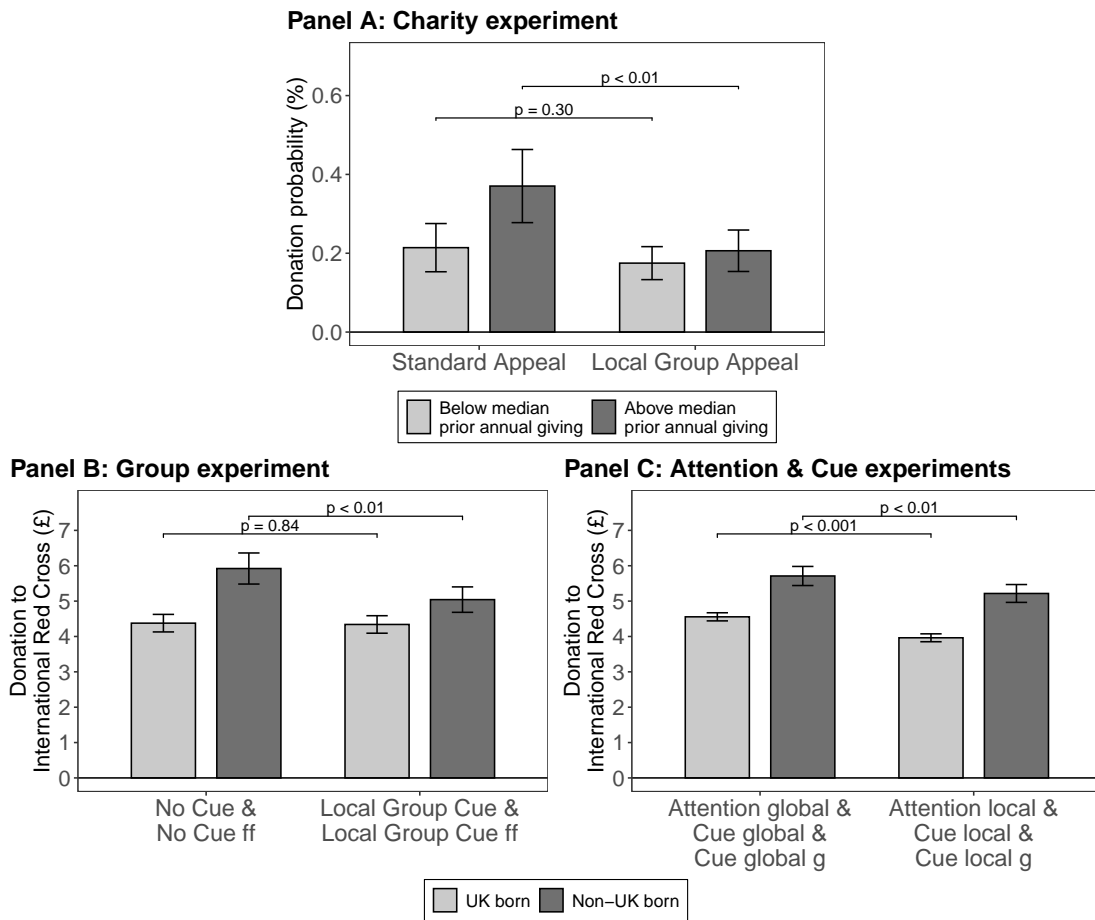 Panel A: Charity experiment
Donation probability (%)
0.6
0.4
0.2
0.0
p < 0.01
p = 0.30
Standard Appeal
Local Group Appeal
Below median
prior annual giving
Above median
prior annual giving
Panel B: Group experiment
Donation to
International Red Cross (£)
7
6
5
4
3
2
1
0
p < 0.01
p = 0.84
No Cue &
No Cue ff
Local Group Cue &
Local Group Cue ff
Panel C: Attention & Cue experiments
Donation to
International Red Cross (£)
7
6
5
4
3
2
1
0
p < 0.01
p < 0.001
Attention global &
Cue global &
Cue global g
Attention local &
Cue local &
Cue local g
UK born
Non−UK born